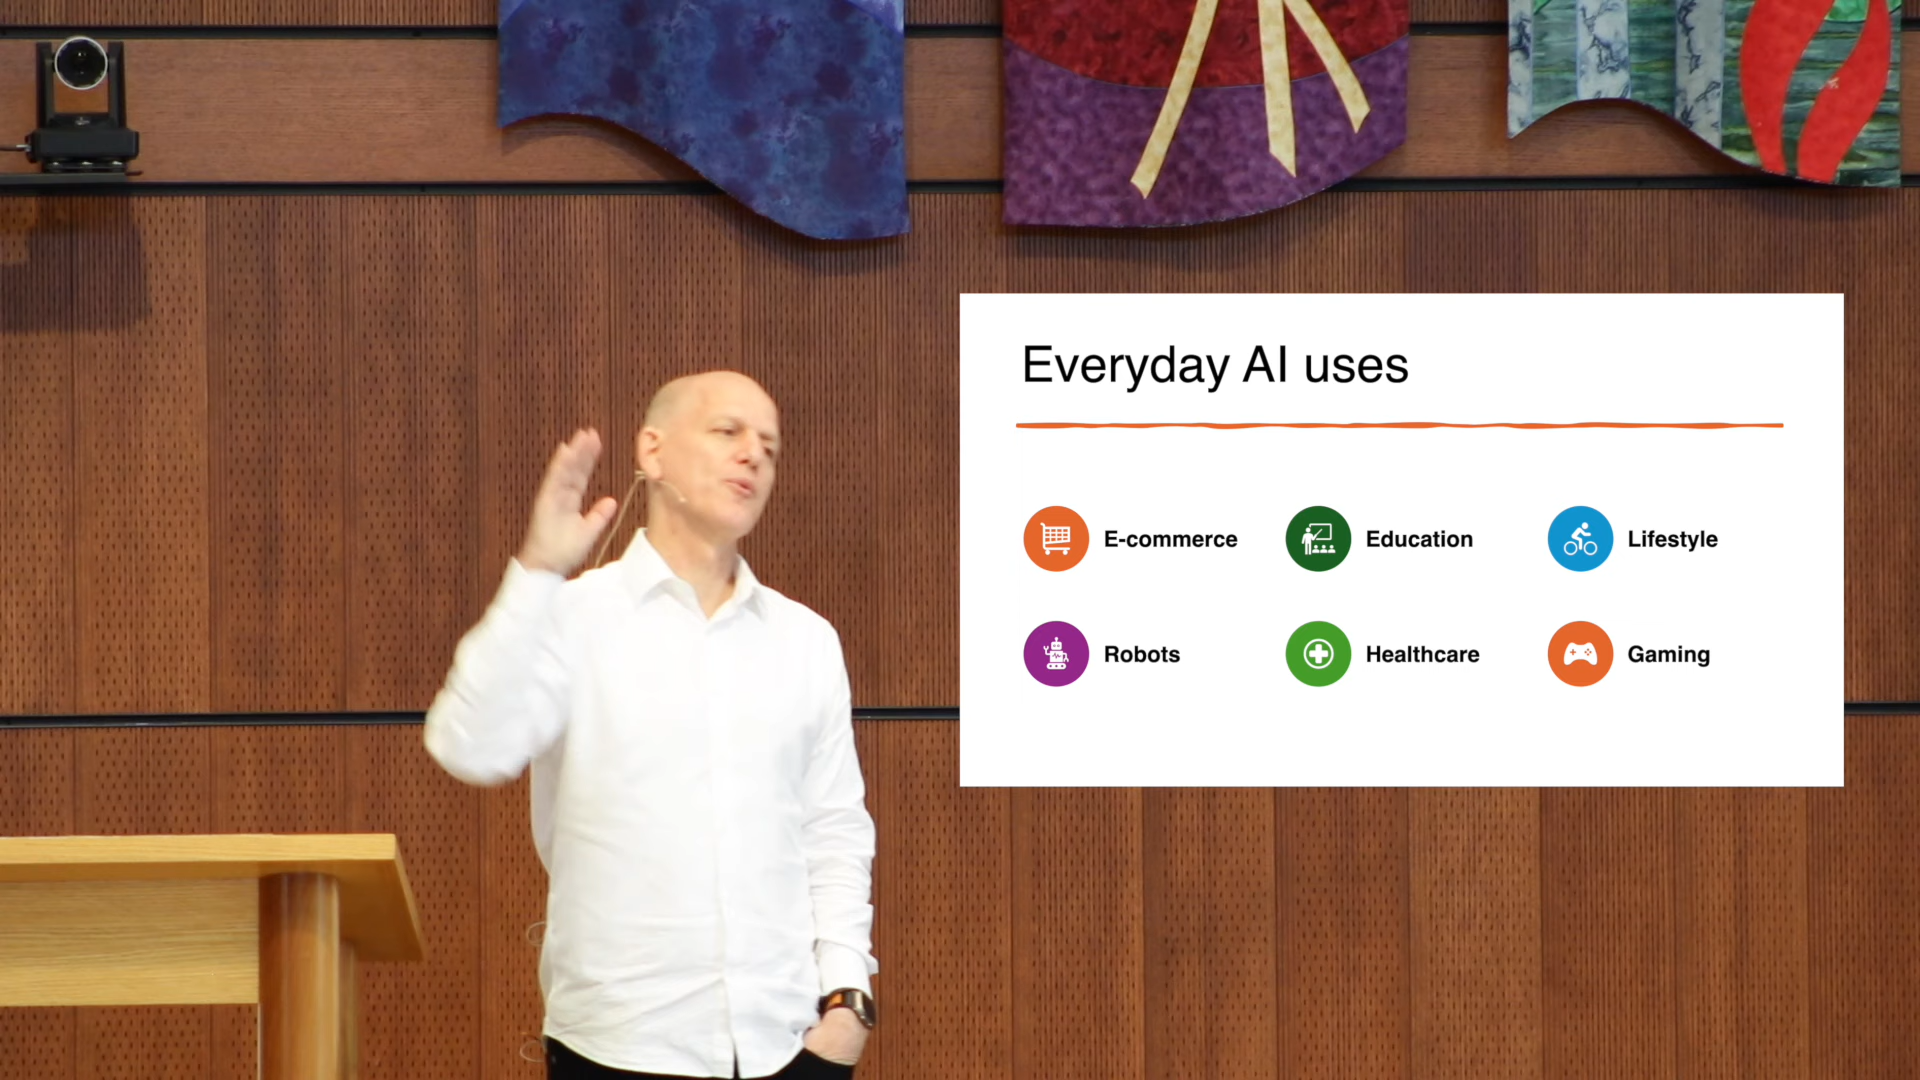 Everyday AI uses
E-commerce
Education
Lifestyle
Robots
Healthcare
Gaming